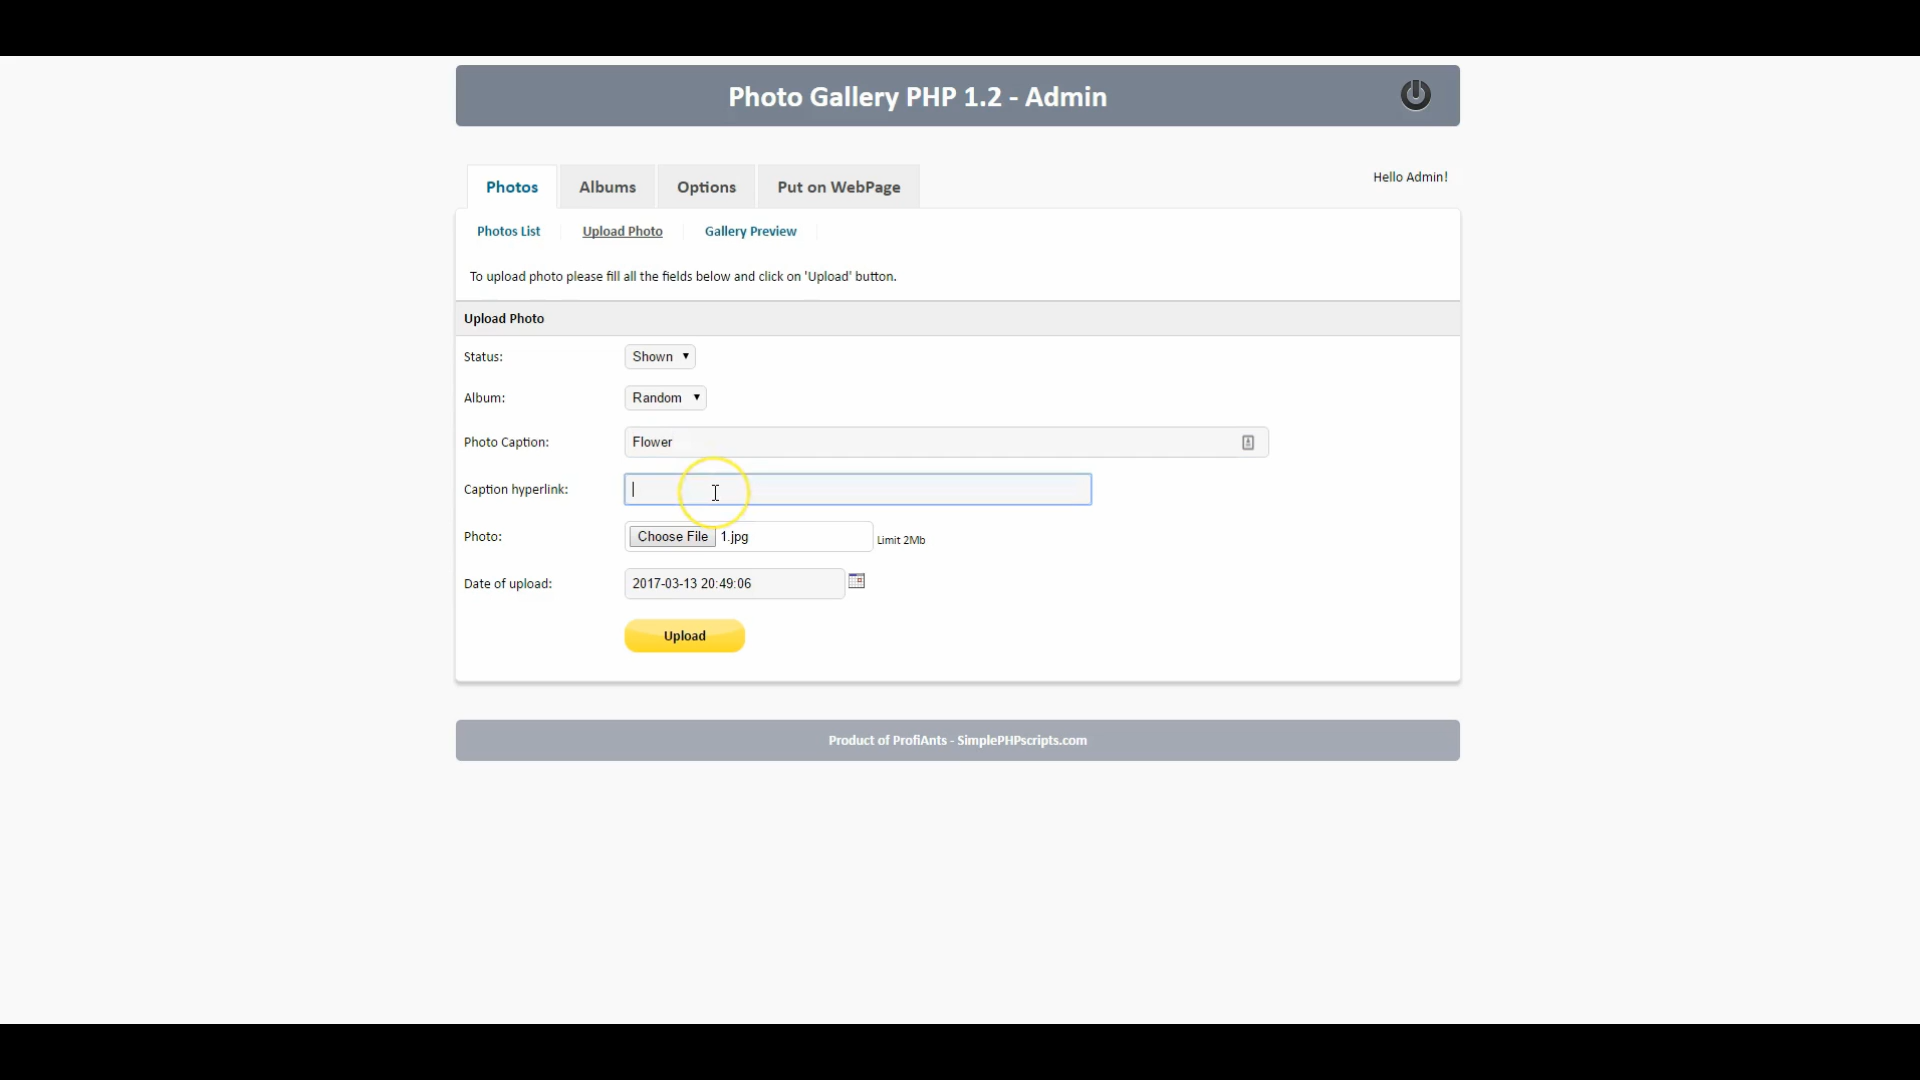 Photo Gallery PHP 1.2 - Admin
Photos
Albums
Options
Put on WebPage
Hello Admin!
Photos List
Upload Photo
Gallery Preview
To upload photo please fill all the fields below and click on 'Upload' button.
Upload Photo
Status: Shown
Album: Random
Photo Caption: Flower
Caption hyperlink:
Photo: Choose File 1.jpg Limit 2Mb
Date of upload: 2017-03-13 20:49:06
Upload
Product of ProfiAnts - SimplePHPscripts.com